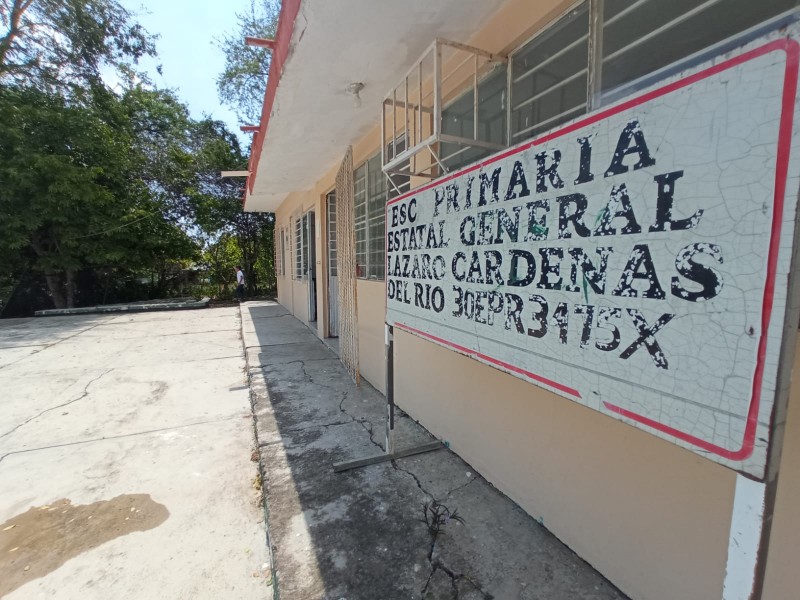 ESC PRIMARIA
ESTATAL GENERAL
LAZARO CARDENAS
DEL RIO 30EPR3475X